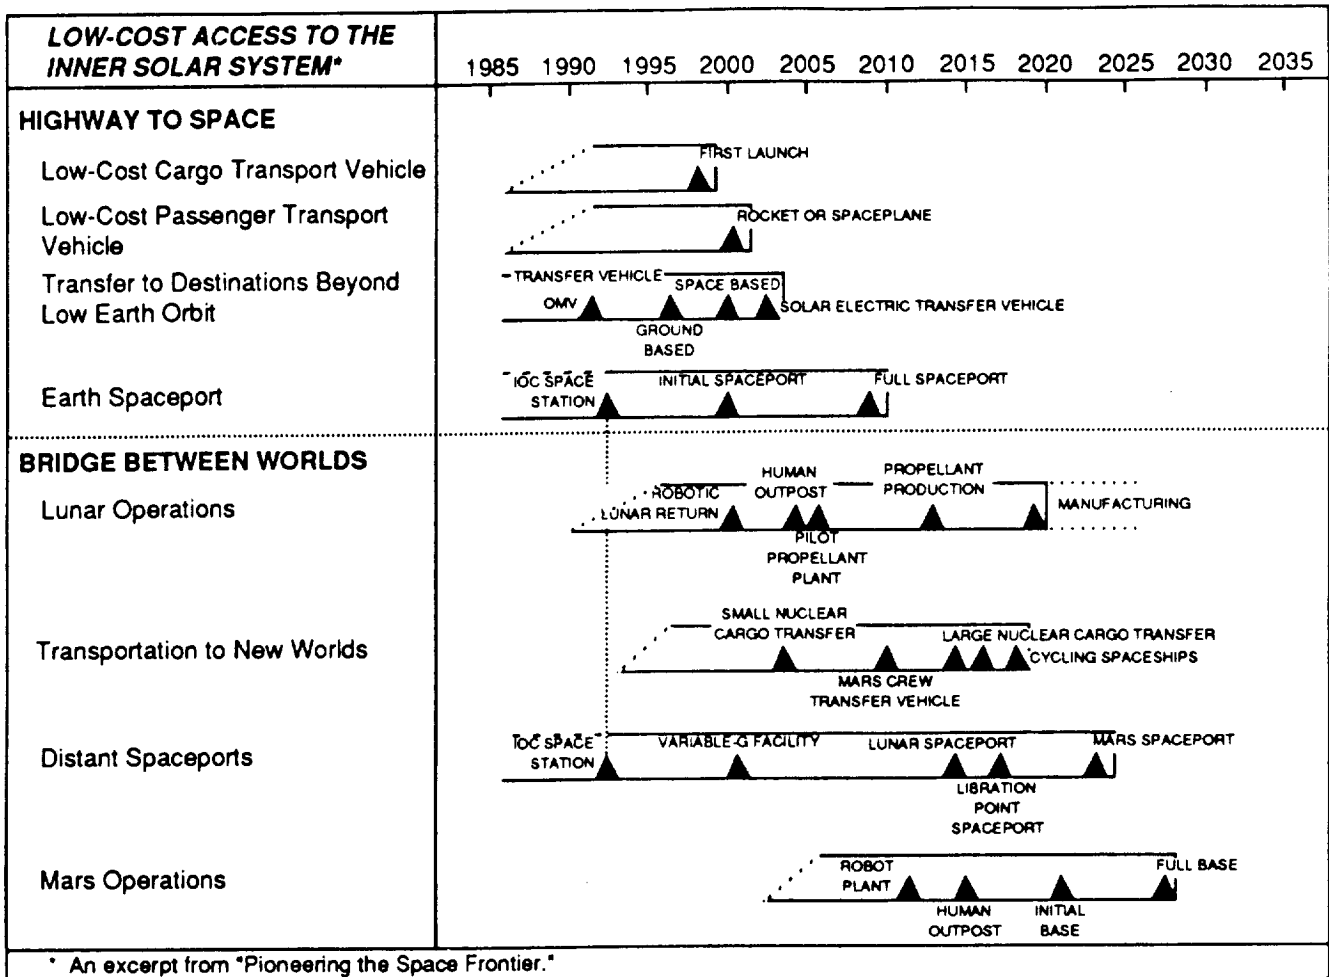 LOW-COST ACCESS TO THE
INNER SOLAR SYSTEM*
1985 1990 1995 2000 2005 2010 2015 2020 2025 2030 2035
HIGHWAY TO SPACE
Low-Cost Cargo Transport Vehicle
FIRST LAUNCH
Low-Cost Passenger Transport
Vehicle
ROCKET OR SPACEPLANE
Transfer to Destinations Beyond
Low Earth Orbit
TRANSFER VEHICLE
SPACE BASED
OMV
SOLAR ELECTRIC TRANSFER VEHICLE
GROUND
BASED
Earth Spaceport
IOC SPACE
STATION
INITIAL SPACEPORT
FULL SPACEPORT
BRIDGE BETWEEN WORLDS
Lunar Operations
ROBOTIC
LUNAR RETURN
HUMAN
OUTPOST
PROPELLANT
PRODUCTION
MANUFACTURING
PILOT
PROPELLANT
PLANT
Transportation to New Worlds
SMALL NUCLEAR
CARGO TRANSFER
LARGE NUCLEAR CARGO TRANSFER
CYCLING SPACESHIPS
MARS CREW
TRANSFER VEHICLE
Distant Spaceports
IOC SPACE
STATION
VARIABLE-G FACILITY
LUNAR SPACEPORT
MARS SPACEPORT
LIBRATION
POINT
SPACEPORT
Mars Operations
ROBOT
PLANT
FULL BASE
HUMAN
OUTPOST
INITIAL
BASE
* An excerpt from "Pioneering the Space Frontier."